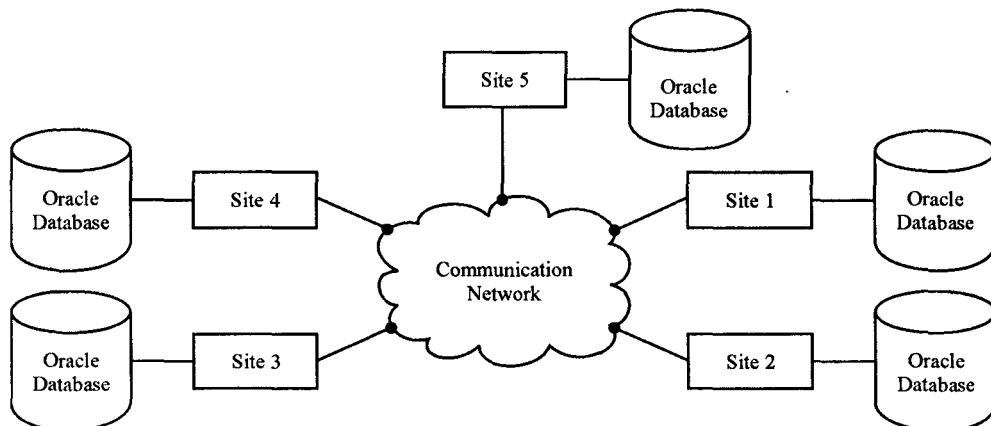 Site 5
Oracle
Database
Oracle
Database
Site 4
Site 1
Oracle
Database
Communication
Network
Oracle
Database
Site 3
Site 2
Oracle
Database